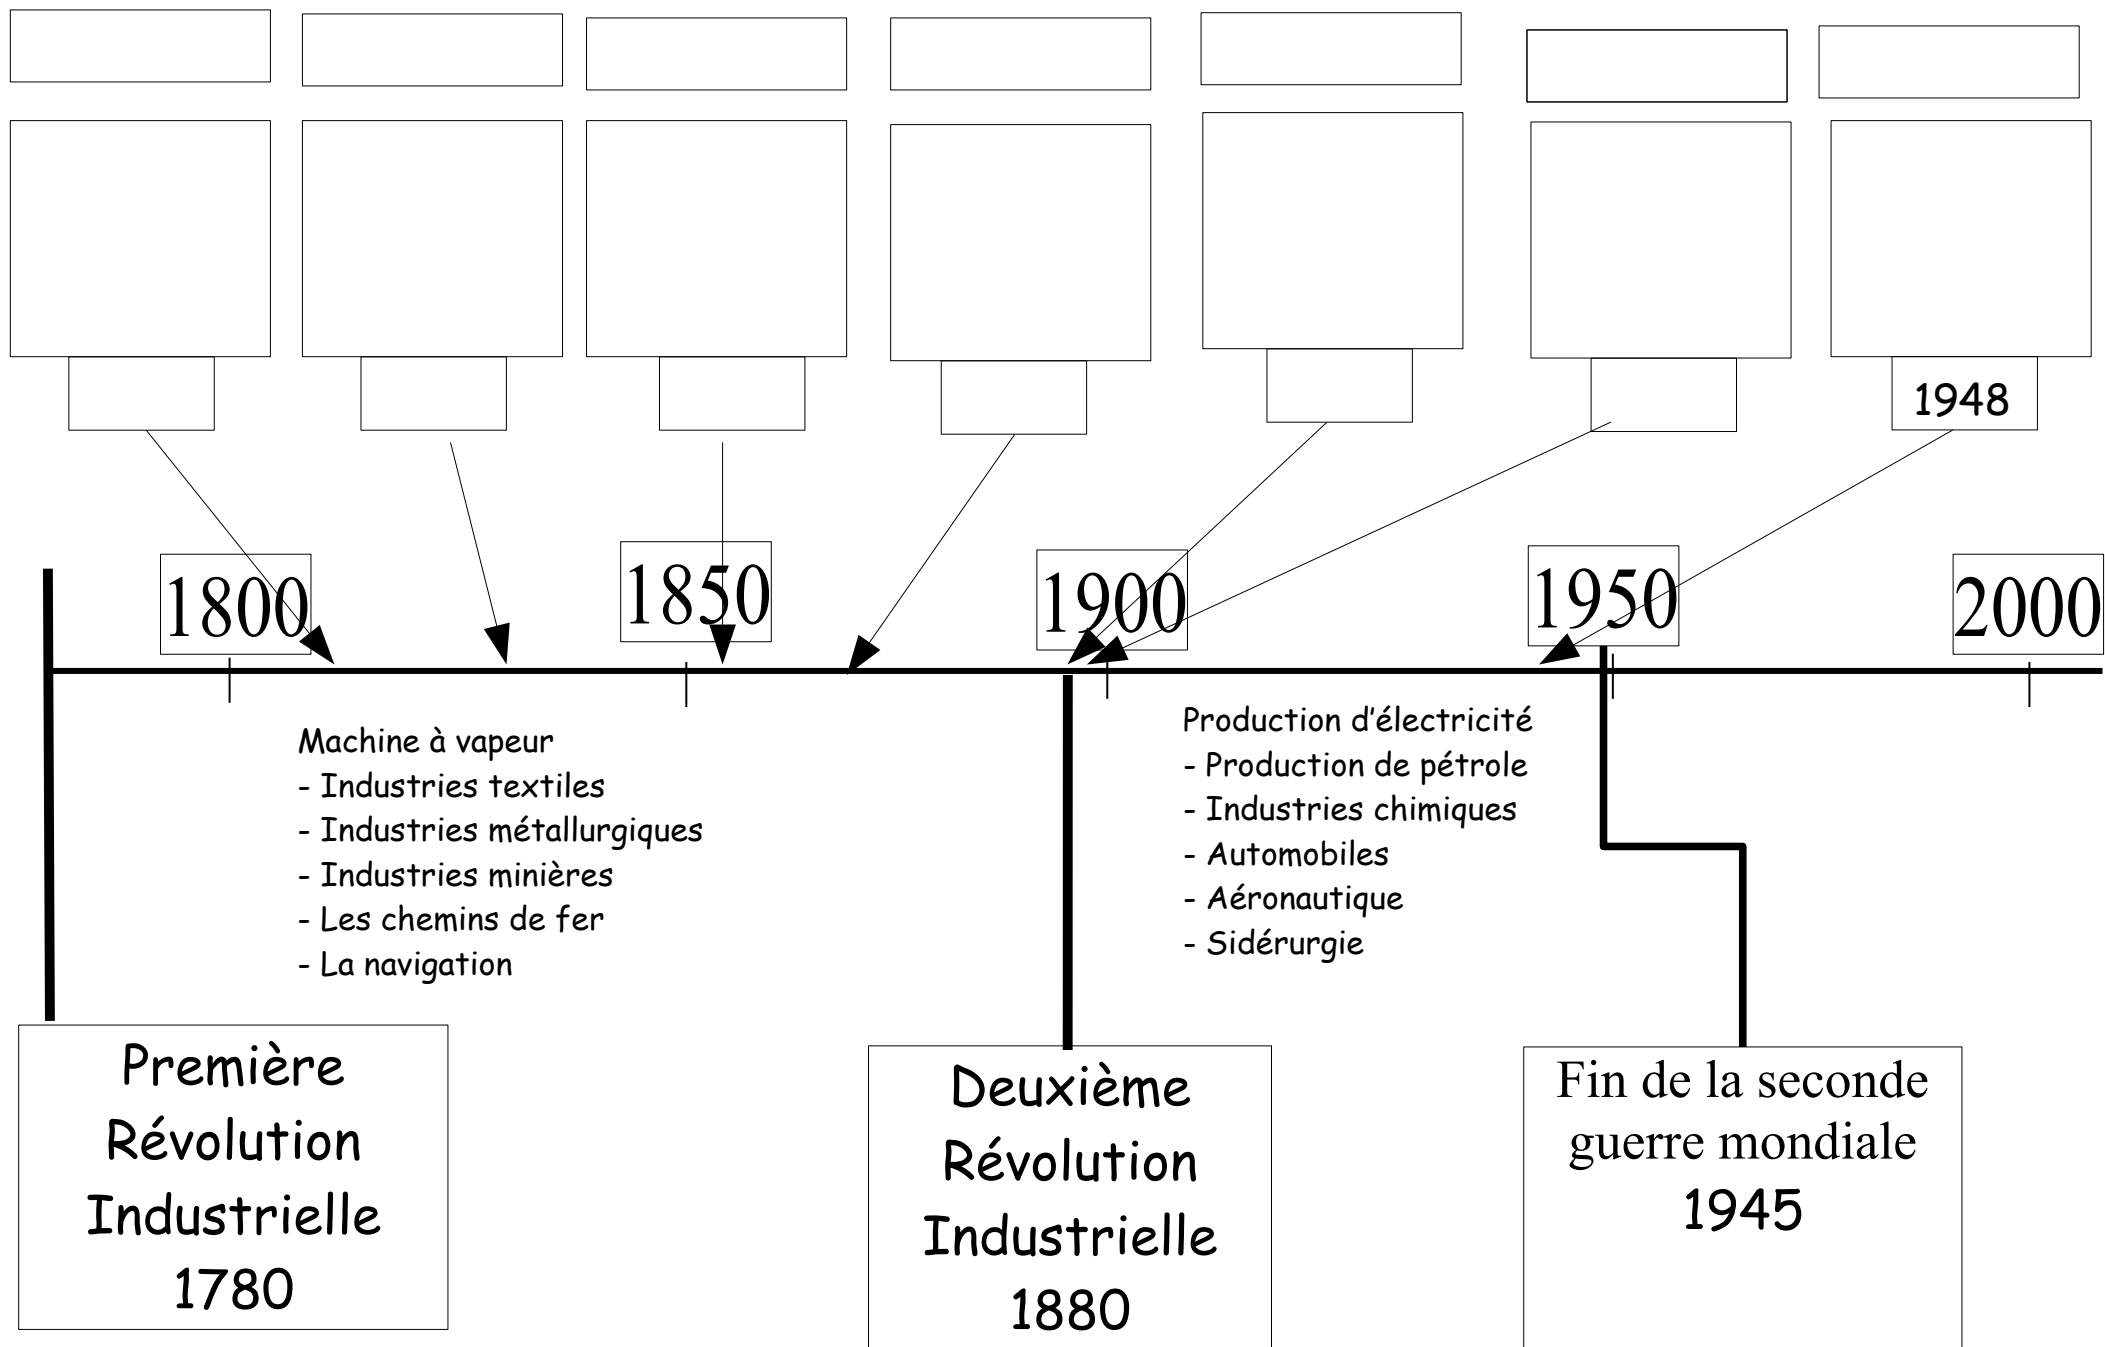 1948
1800
1850
1900
1950
2000
Machine à vapeur
- Industries textiles
- Industries métallurgiques
- Industries minières
- Les chemins de fer
- La navigation
Production d’électricité
- Production de pétrole
- Industries chimiques
- Automobiles
- Aéronautique
- Sidérurgie
Première
Révolution
Industrielle
1780
Deuxième
Révolution
Industrielle
1880
Fin de la seconde
guerre mondiale
1945